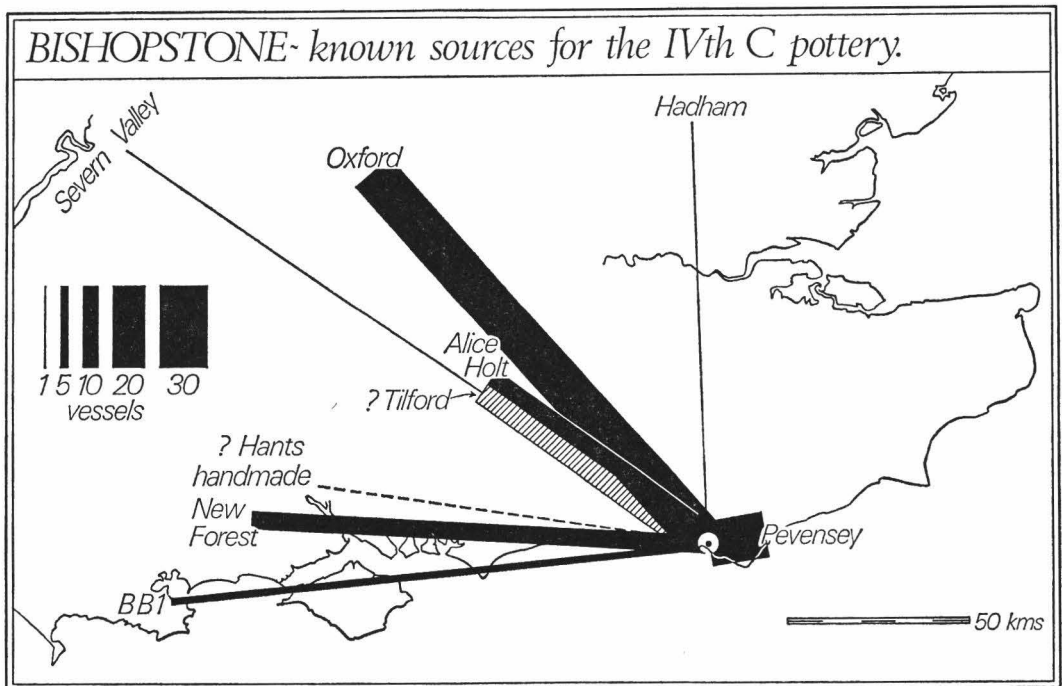 BISHOPSTONE~ known sources for the IVth C pottery.
Severn Valley
Oxford
Hadham
1 5 10 20 30
vessels
Alice
Holt
? Tilford
? Hants
handmade
New
Forest
BB1
Pevensey
50 kms